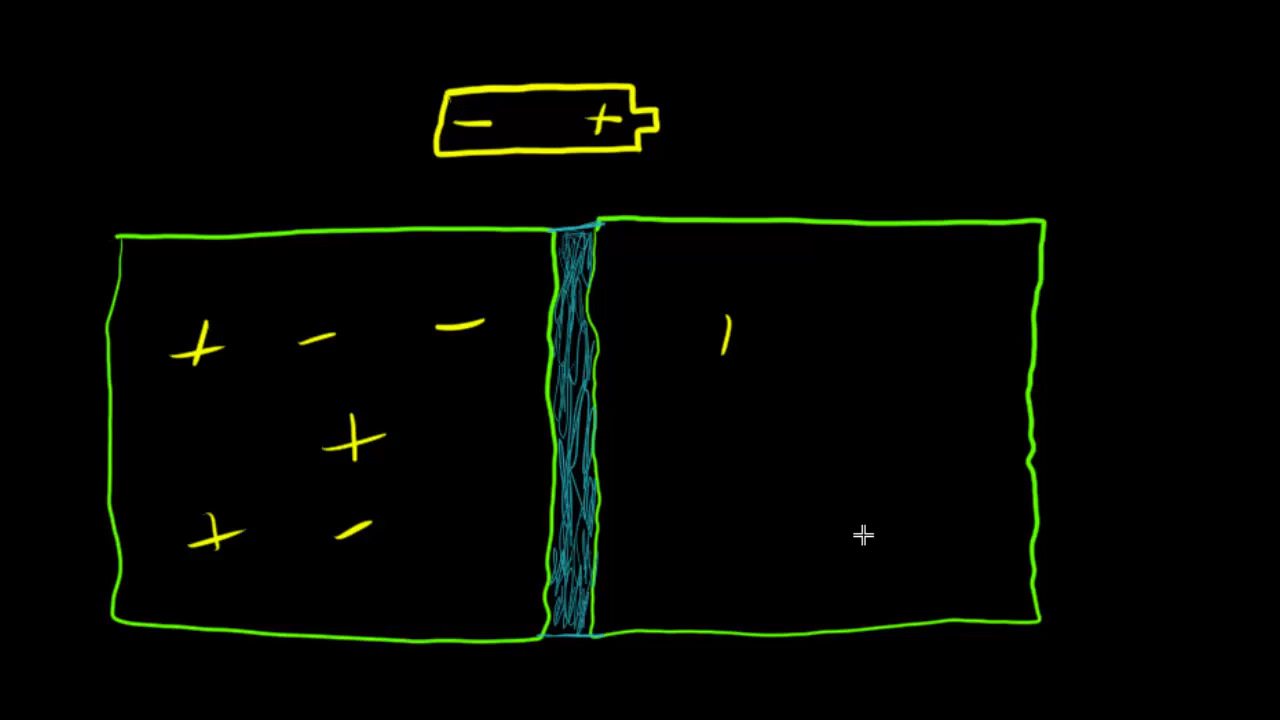 - +
+ - -
+
+ -